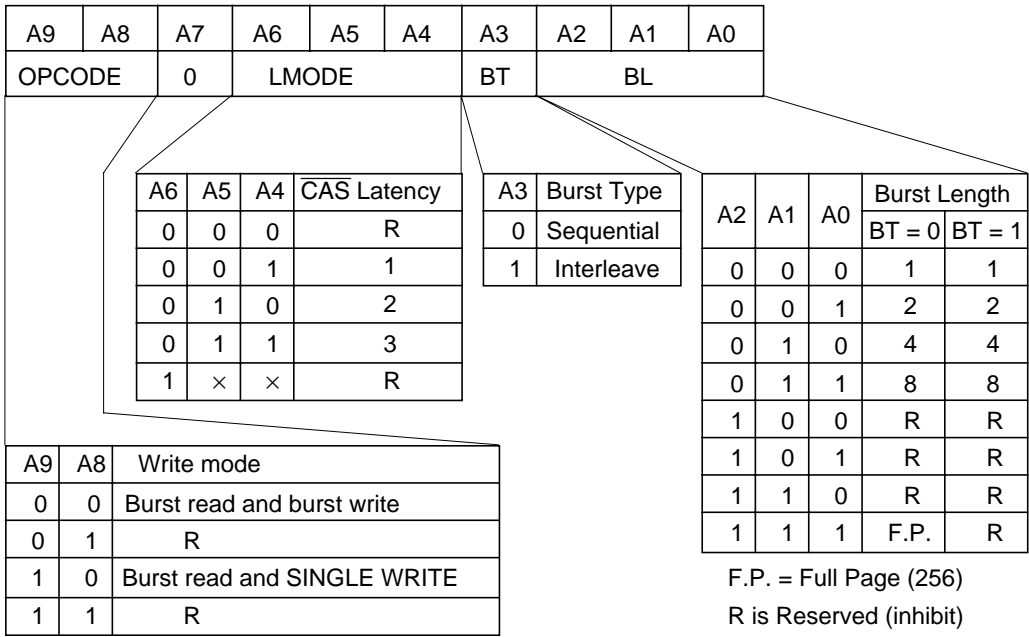 A9 A8 A7 A6 A5 A4 A3 A2 A1 A0
OPCODE 0 LMODE BT BL
A6 A5 A4 CAS Latency
0 0 0 R
0 0 1 1
0 1 0 2
0 1 1 3
1 × × R
A3 Burst Type
0 Sequential
1 Interleave
A2 A1 A0 Burst Length
BT = 0 BT = 1
0 0 0 1 1
0 0 1 2 2
0 1 0 4 4
0 1 1 8 8
1 0 0 R R
1 0 1 R R
1 1 0 R R
1 1 1 F.P. R
F.P. = Full Page (256)
R is Reserved (inhibit)
A9 A8 Write mode
0 0 Burst read and burst write
0 1 R
1 0 Burst read and SINGLE WRITE
1 1 R